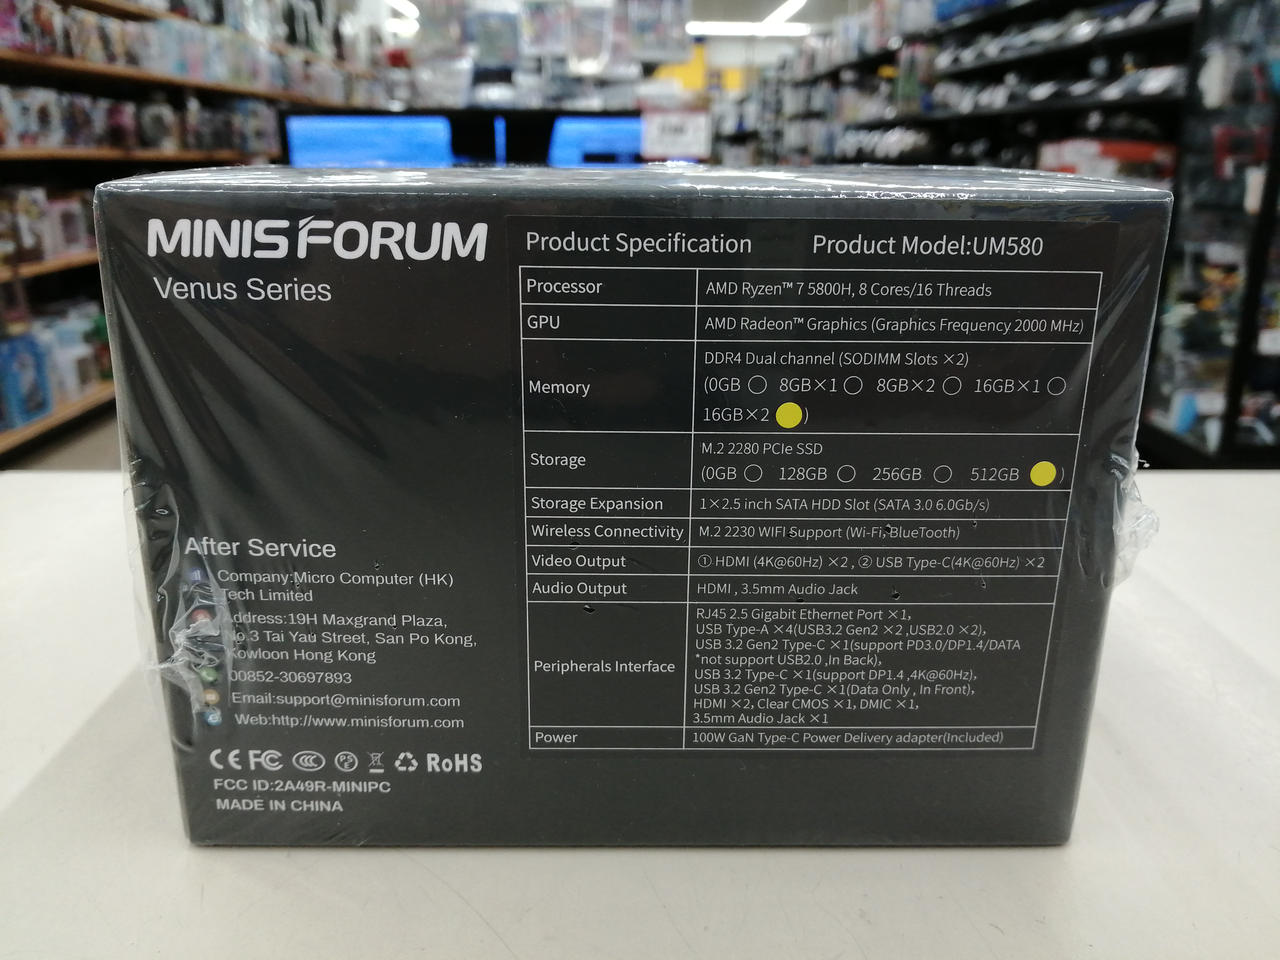 MINISFORUM
Venus Series
After Service
Company:Micro Computer (HK)
Tech Limited
Address:19H Maxgrand Plaza,
No.3 Tai Yau Street, San Po Kong,
Kowloon Hong Kong
00852-30697893
Email:support@minisforum.com
Web:http://www.minisforum.com
CE FC CCC PSE RoHS
FCC ID:2A49R-MINIPC
MADE IN CHINA
Product Specification Product Model:UM580
Processor AMD Ryzen™ 7 5800H, 8 Cores/16 Threads
GPU AMD Radeon™ Graphics (Graphics Frequency 2000 MHz)
Memory
DDR4 Dual channel (SODIMM Slots ×2)
(0GB ○ 8GB×1 ○ 8GB×2 ○ 16GB×1 ○
16GB×2 ●)
Storage
M.2 2280 PCIe SSD
(0GB ○ 128GB ○ 256GB ○ 512GB ●)
Storage Expansion 1×2.5 inch SATA HDD Slot (SATA 3.0 6.0Gb/s)
Wireless Connectivity M.2 2230 WIFI Support (Wi-Fi, BlueTooth)
Video Output ① HDMI (4K@60Hz) ×2 , ② USB Type-C(4K@60Hz) ×2
Audio Output HDMI , 3.5mm Audio Jack
Peripherals Interface
RJ45 2.5 Gigabit Ethernet Port ×1,
USB Type-A ×4(USB3.2 Gen2 ×2 ,USB2.0 ×2),
USB 3.2 Gen2 Type-C ×1(support PD3.0/DP1.4/DATA
*not support USB2.0 ,In Back),
USB 3.2 Type-C ×1(support DP1.4 ,4K@60Hz),
USB 3.2 Gen2 Type-C ×1(Data Only , In Front),
HDMI ×2, Clear CMOS ×1, DMIC ×1,
3.5mm Audio Jack ×1
Power 100W GaN Type-C Power Delivery adapter(Included)